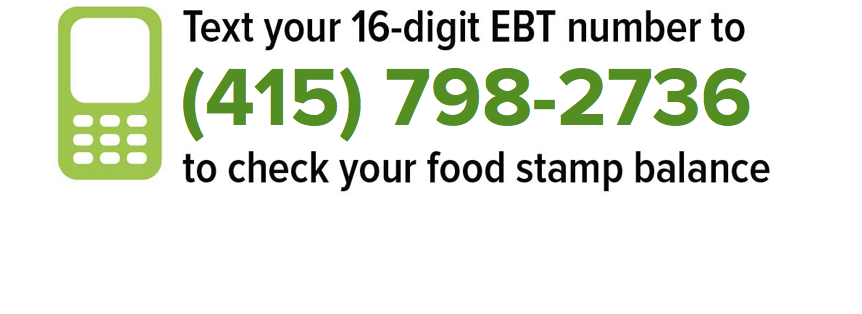 Text your 16-digit EBT number to
(415) 798-2736
to check your food stamp balance